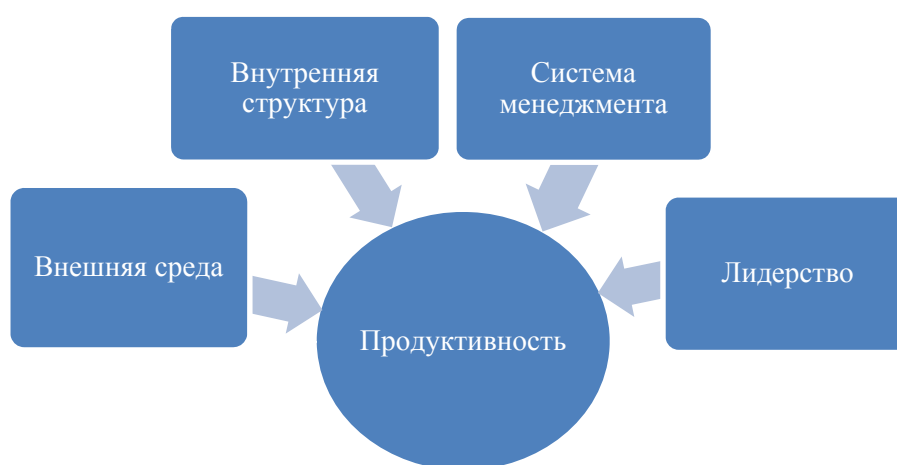 Внутренняя
структура
Система
менеджмента
Внешняя среда
Лидерство
Продуктивность